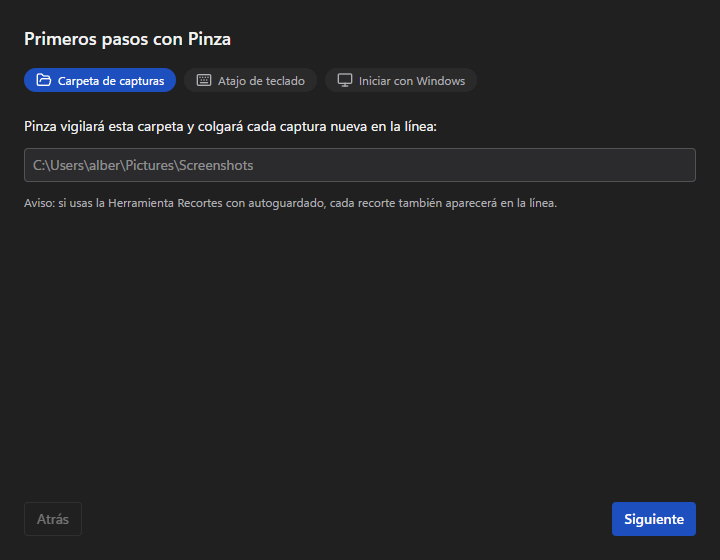 Primeros pasos con Pinza
Carpeta de capturas
Atajo de teclado
Iniciar con Windows
Pinza vigilará esta carpeta y colgará cada captura nueva en la línea:
C:\Users\alber\Pictures\Screenshots
Aviso: si usas la Herramienta Recortes con autoguardado, cada recorte también aparecerá en la línea.
Atrás
Siguiente